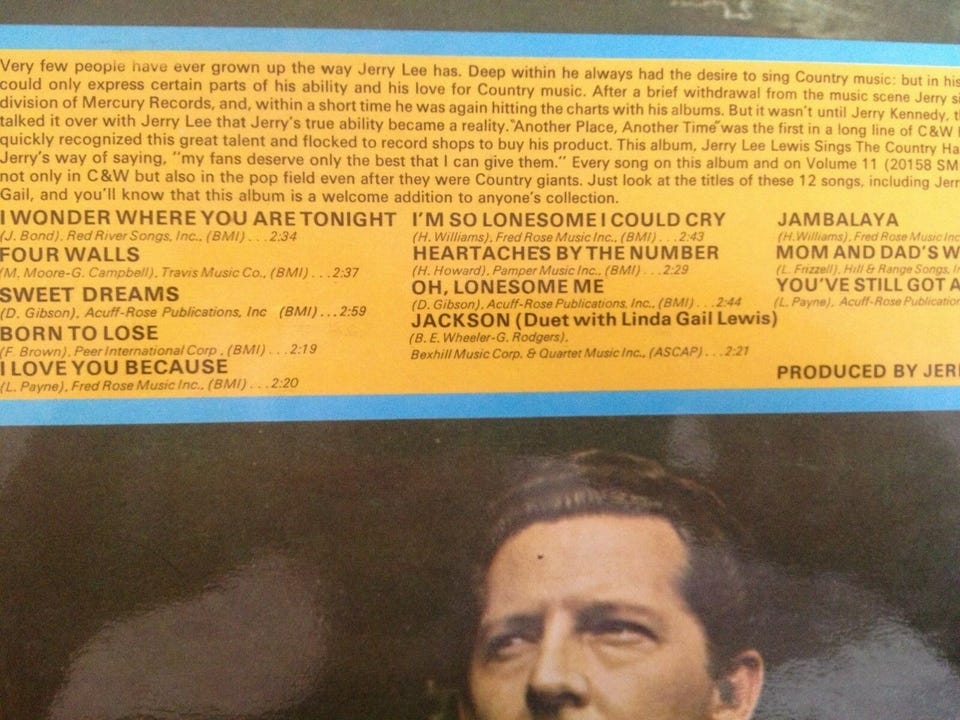 Very few people have ever grown up the way Jerry Lee has. Deep within he always had the desire to sing Country music: but in his
could only express certain parts of his ability and his love for Country music. After a brief withdrawal from the music scene Jerry si
division of Mercury Records, and, within a short time he was again hitting the charts with his albums. But it wasn't until Jerry Kennedy, t
talked it over with Jerry Lee that Jerry's true ability became a reality. "Another Place, Another Time" was the first in a long line of C&W
quickly recognized this great talent and flocked to record shops to buy his product. This album, Jerry Lee Lewis Sings The Country Ha
Jerry's way of saying, "my fans deserve only the best that I can give them." Every song on this album and on Volume 11 (20158 SM
not only in C&W but also in the pop field even after they were Country giants. Just look at the titles of these 12 songs, including Jerr
Gail, and you'll know that this album is a welcome addition to anyone's collection.
I WONDER WHERE YOU ARE TONIGHT
(J. Bond), Red River Songs, Inc., (BMI) . . . 2:34
FOUR WALLS
(M. Moore-G. Campbell), Travis Music Co., (BMI) . . . 2:37
SWEET DREAMS
(D. Gibson), Acuff-Rose Publications, Inc (BMI) . . . 2:59
BORN TO LOSE
(F. Brown), Peer International Corp , (BMI) . . . 2:19
I LOVE YOU BECAUSE
(L. Payne), Fred Rose Music Inc., (BMI) . . . 2:20
I'M SO LONESOME I COULD CRY
(H. Williams), Fred Rose Music Inc., (BMI) . . . 2:43
HEARTACHES BY THE NUMBER
(H. Howard), Pamper Music Inc., (BMI) . . . 2:29
OH, LONESOME ME
(D. Gibson), Acuff-Rose Publications, Inc., (BMI) . . . 2:44
JACKSON (Duet with Linda Gail Lewis)
(B. E. Wheeler-G. Rodgers),
Bexhill Music Corp. & Quartet Music Inc., (ASCAP) . . . 2:21
JAMBALAYA
(H. Williams), Fred Rose Music Inc
MOM AND DAD'S W
(L. Frizzell), Hill & Range Songs, I
YOU'VE STILL GOT A
(L. Payne), Acuff-Rose Publication
PRODUCED BY JER